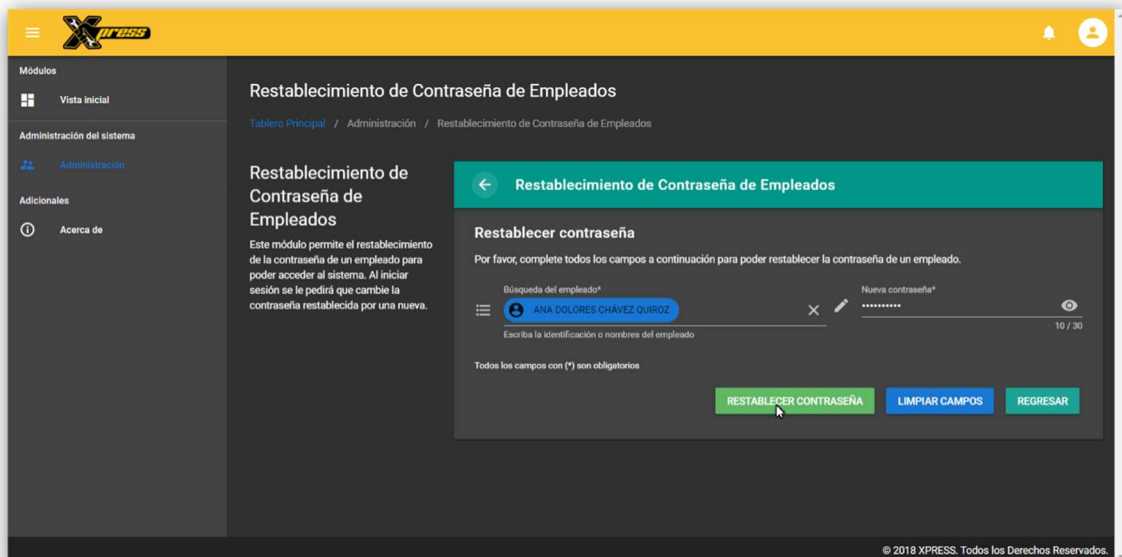 Xpress
Módulos
Vista inicial
Administración del sistema
Administración
Adicionales
Acerca de
Restablecimiento de Contraseña de Empleados
Tablero Principal / Administración / Restablecimiento de Contraseña de Empleados
Restablecimiento de
Contraseña de
Empleados
Este módulo permite el restablecimiento
de la contraseña de un empleado para
poder acceder al sistema. Al iniciar
sesión se le pedirá que cambie la
contraseña restablecida por una nueva.
Restablecimiento de Contraseña de Empleados
Restablecer contraseña
Por favor, complete todos los campos a continuación para poder restablecer la contraseña de un empleado.
Búsqueda del empleado*
ANA DOLORES CHÁVEZ QUIROZ
Escriba la identificación o nombres del empleado
Nueva contraseña*
••••••••••
10 / 30
Todos los campos con (*) son obligatorios
RESTABLECER CONTRASEÑA
LIMPIAR CAMPOS
REGRESAR
© 2018 XPRESS. Todos los Derechos Reservados.